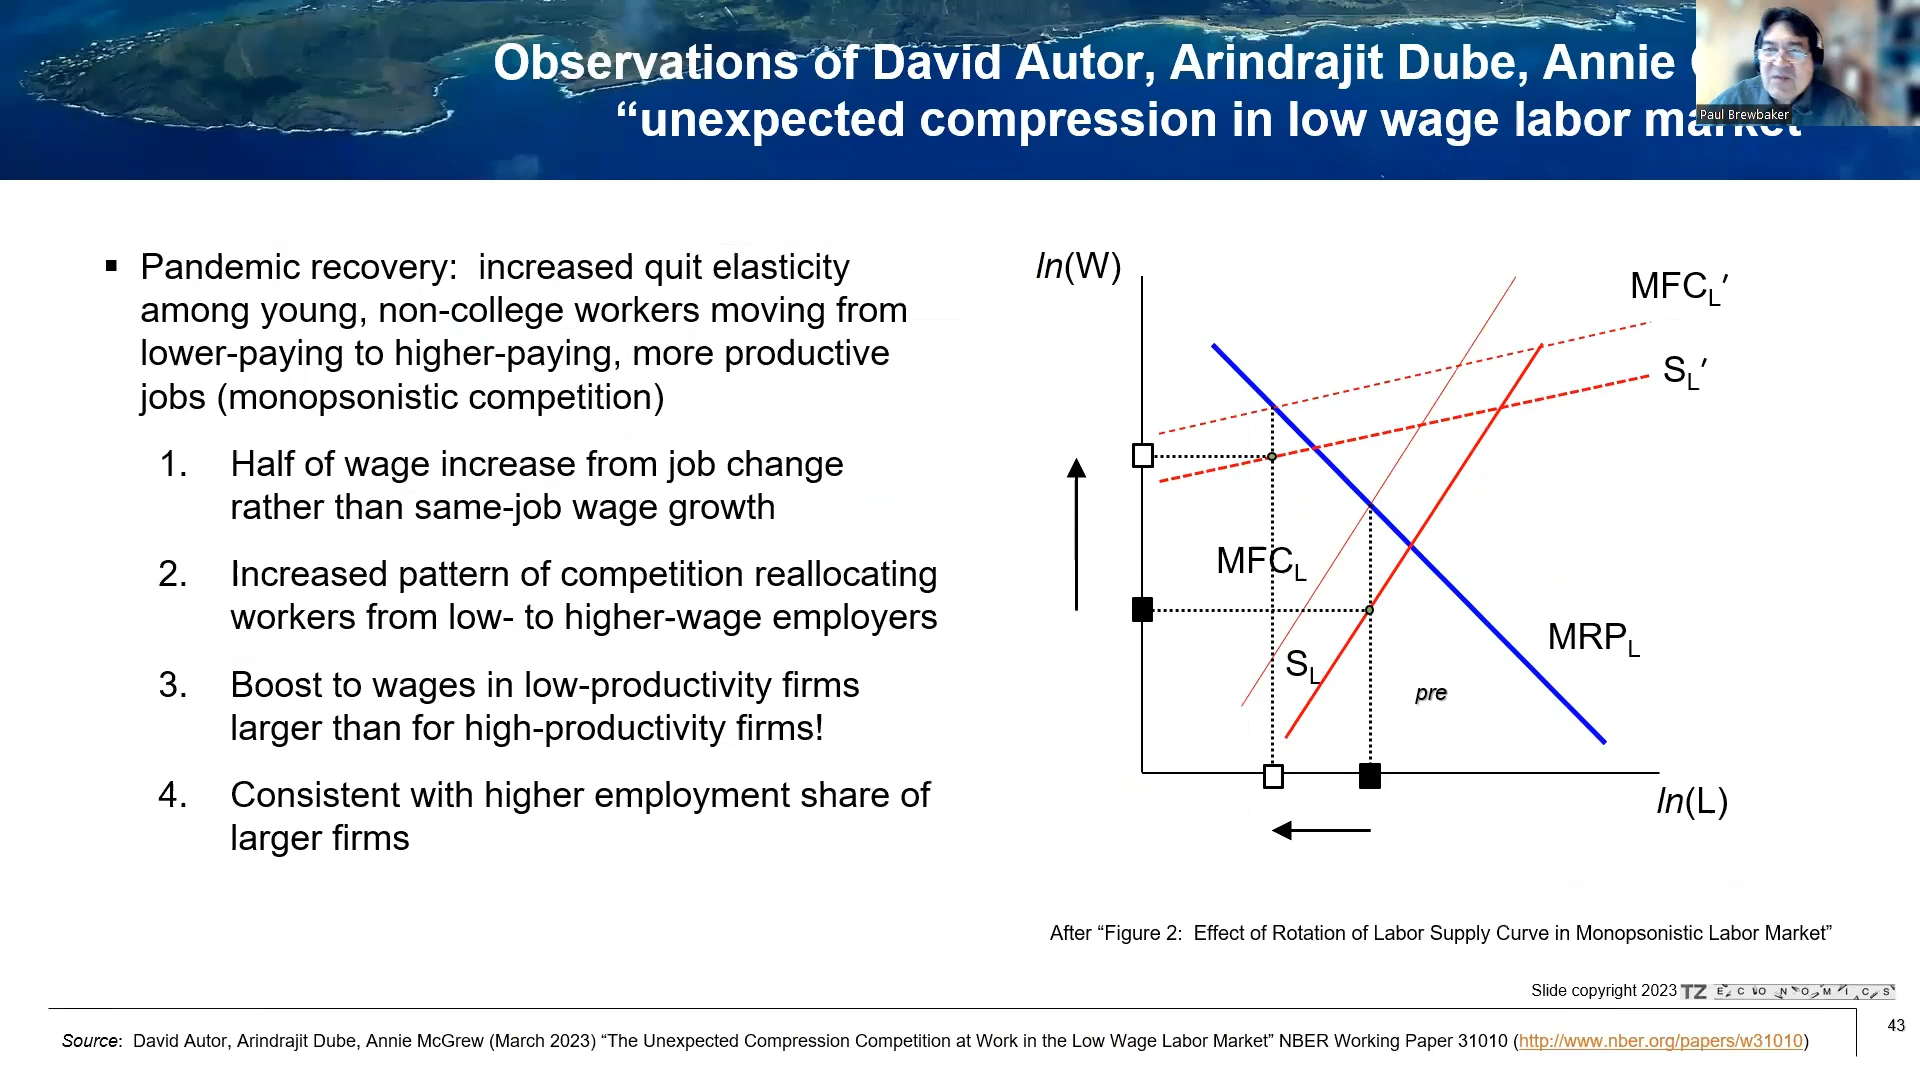 Observations of David Autor, Arindrajit Dube, Annie
“unexpected compression in low wage labor market
Paul Brewbaker
▪ Pandemic recovery: increased quit elasticity
among young, non-college workers moving from
lower-paying to higher-paying, more productive
jobs (monopsonistic competition)
1. Half of wage increase from job change
rather than same-job wage growth
2. Increased pattern of competition reallocating
workers from low- to higher-wage employers
3. Boost to wages in low-productivity firms
larger than for high-productivity firms!
4. Consistent with higher employment share of
larger firms
ln(W)
MFCL′
SL′
MFCL
MRPL
SL
pre
ln(L)
After “Figure 2: Effect of Rotation of Labor Supply Curve in Monopsonistic Labor Market”
Slide copyright 2023 TZ ECONOMICS
43
Source: David Autor, Arindrajit Dube, Annie McGrew (March 2023) “The Unexpected Compression Competition at Work in the Low Wage Labor Market” NBER Working Paper 31010 (http://www.nber.org/papers/w31010)